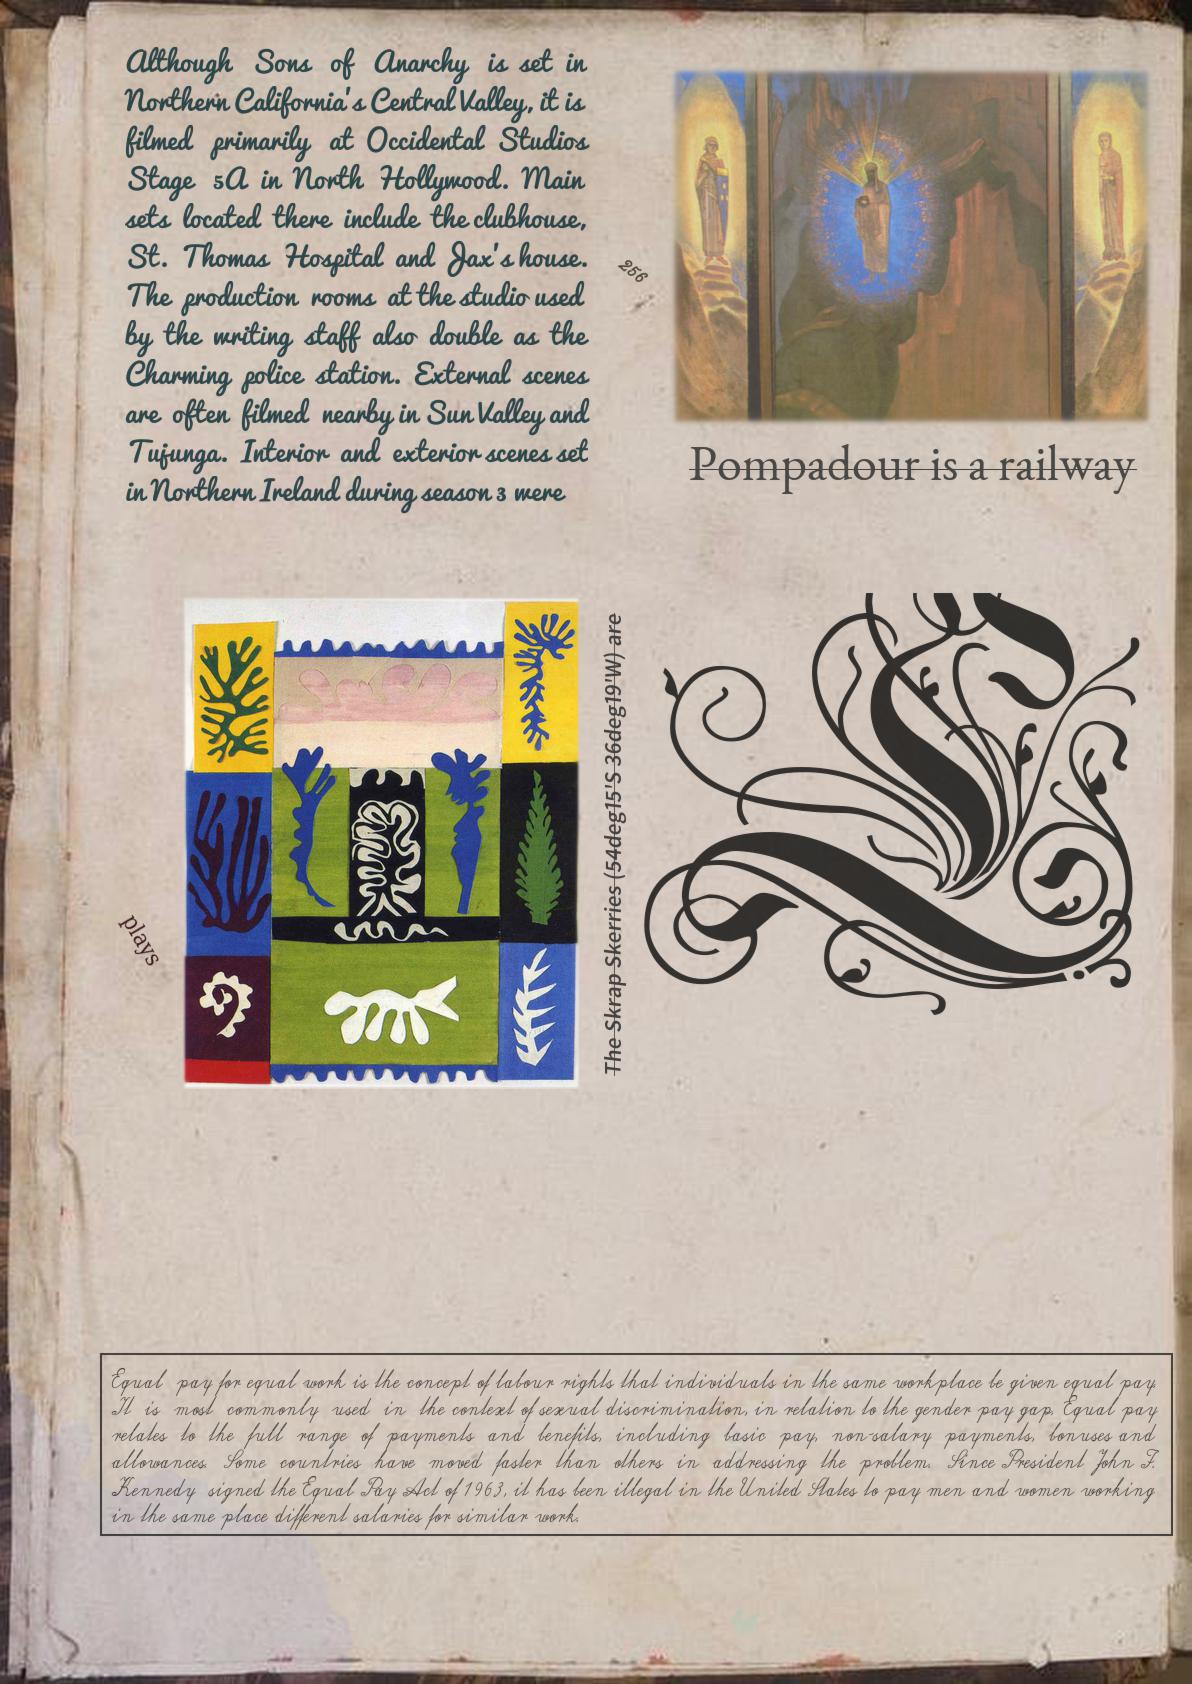 Although Sons of Anarchy is set in
Northern California's Central Valley, it is
filmed primarily at Occidental Studios
Stage 5A in North Hollywood. Main
sets located there include the clubhouse,
St. Thomas Hospital and Jax's house.
The production rooms at the studio used
by the writing staff also double as the
Charming police station. External scenes
are often filmed nearby in Sun Valley and
Tujunga. Interior and exterior scenes set
in Northern Ireland during season 3 were
256
Pompadour is a railway
plays
The Skrap Skerries (54deg15'S 36deg19'W) are
Equal pay for equal work is the concept of labour rights that individuals in the same workplace be given equal pay.
It is most commonly used in the context of sexual discrimination, in relation to the gender pay gap. Equal pay
relates to the full range of payments and benefits, including basic pay, non-salary payments, bonuses and
allowances. Some countries have moved faster than others in addressing the problem. Since President John F.
Kennedy signed the Equal Pay Act of 1963, it has been illegal in the United States to pay men and women working
in the same place different salaries for similar work.